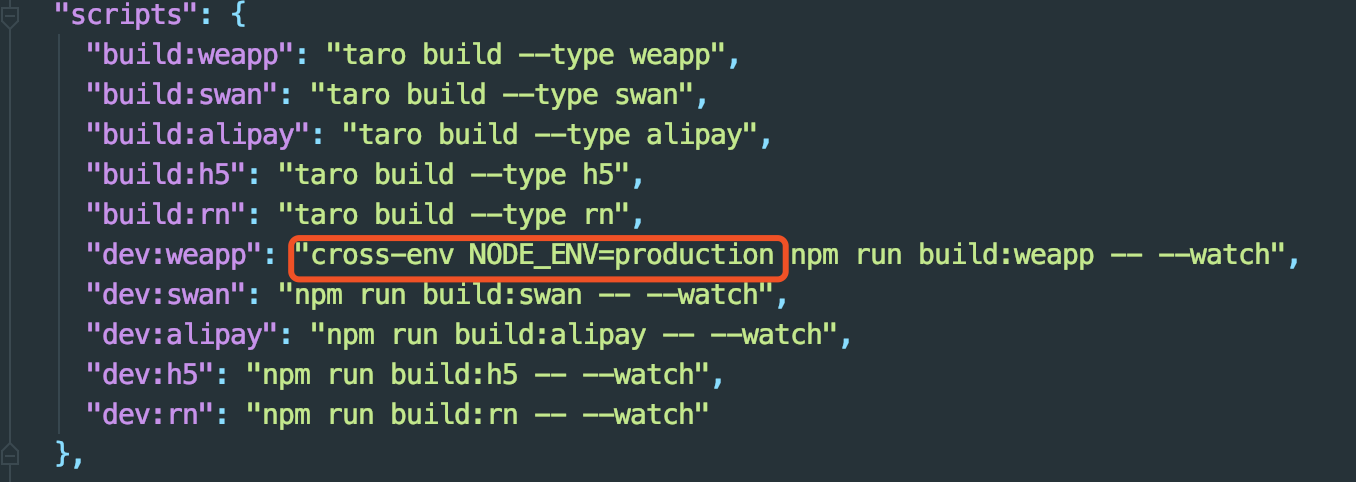 "scripts": {
"build:weapp": "taro build --type weapp",
"build:swan": "taro build --type swan",
"build:alipay": "taro build --type alipay",
"build:h5": "taro build --type h5",
"build:rn": "taro build --type rn",
"dev:weapp": "cross-env NODE_ENV=production npm run build:weapp -- --watch",
"dev:swan": "npm run build:swan -- --watch",
"dev:alipay": "npm run build:alipay -- --watch",
"dev:h5": "npm run build:h5 -- --watch",
"dev:rn": "npm run build:rn -- --watch"
},